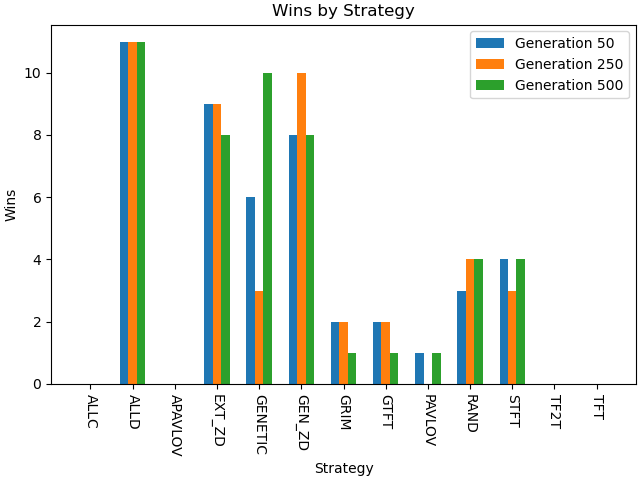 Wins by Strategy
Generation 50
Generation 250
Generation 500
Wins
10
8
6
4
2
0
ALLC
ALLD
APAVLOV
EXT_ZD
GENETIC
GEN_ZD
GRIM
GTFT
PAVLOV
RAND
STFT
TF2T
TFT
Strategy